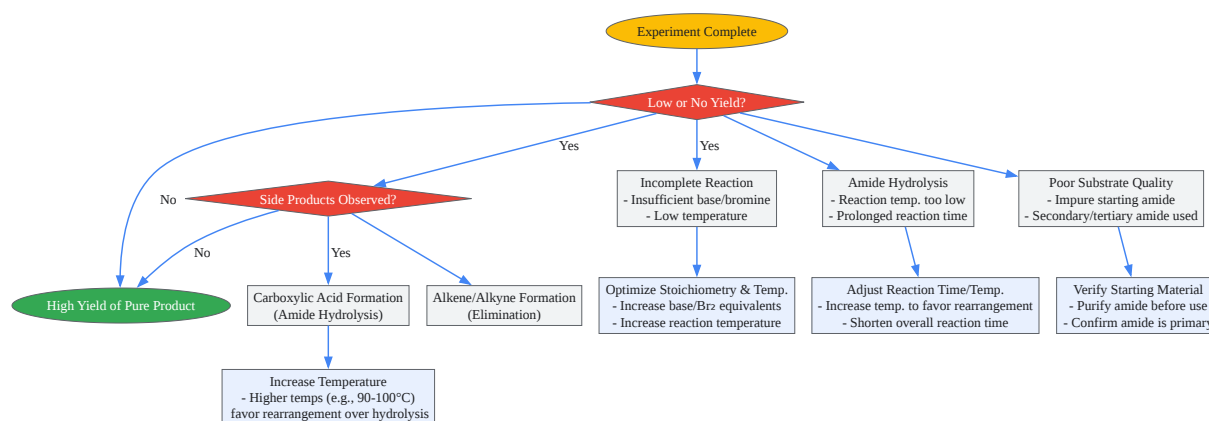 Experiment Complete
Low or No Yield?
Yes
Yes
No
Side Products Observed?
Incomplete Reaction
- Insufficient base/bromine
- Low temperature
Amide Hydrolysis
- Reaction temp. too low
- Prolonged reaction time
Poor Substrate Quality
- Impure starting amide
- Secondary/tertiary amide used
No
Yes
High Yield of Pure Product
Carboxylic Acid Formation
(Amide Hydrolysis)
Alkene/Alkyne Formation
(Elimination)
Optimize Stoichiometry & Temp.
- Increase base/Br2 equivalents
- Increase reaction temperature
Adjust Reaction Time/Temp.
- Increase temp. to favor rearrangement
- Shorten overall reaction time
Verify Starting Material
- Purify amide before use
- Confirm amide is primary
Increase Temperature
- Higher temps (e.g., 90-100°C)
favor rearrangement over hydrolysis